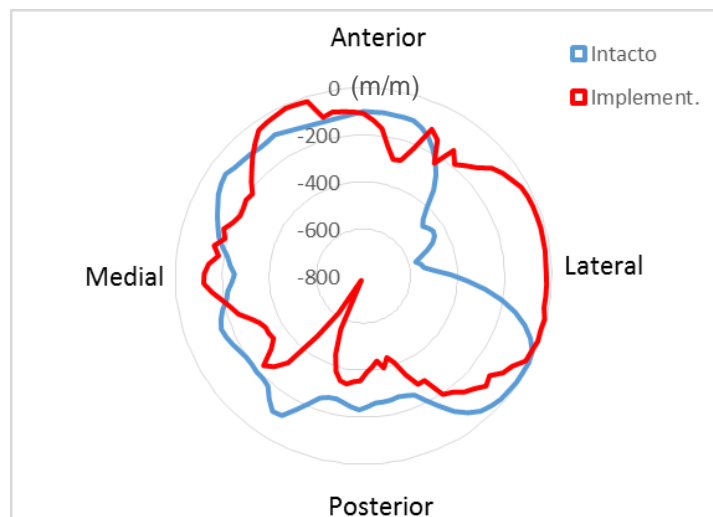 Anterior
0 (m/m)
-200
-400
-600
-800
Intacto
Implement.
Medial
Lateral
Posterior